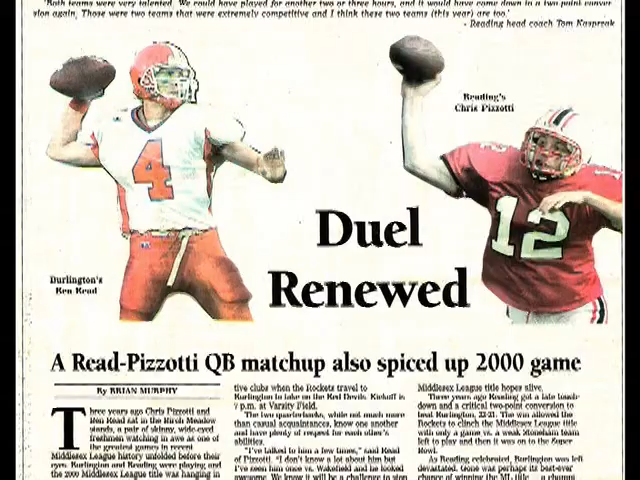 'Both teams were very talented. We could have played for another two or three hours, and it would have come down to a two point conver
sion again. Those were two teams that were extremely competitive and I think these two teams (this year) are too.'
- Reading head coach Tom Kasprzak
Reading's
Chris Pizzotti
4
12
Duel
Renewed
Burlington's
Ben Read
A Read-Pizzotti QB matchup also spiced up 2000 game
By BRIAN MURPHY
Three years ago Chris Pizzotti and
Ben Read sat in the Birch Meadow
stands, a pair of skinny, wide-eyed
freshmen watching in awe as one of
the greatest games in recent
Middlesex League history unfolded before their
eyes. Burlington and Reading were playing and
the 2000 Middlesex League title was hanging in
tive clubs when the Rockets travel to
Burlington to take on the Red Devils. Kickoff is
7 p.m. at Varsity Field.
The two quarterbacks, while not much more
than casual acquaintances, know one another
and have plenty of respect for each other's
abilities.
"I've talked to him a few times," said Read
of Pizzotti. "I don't know a lot about him but
I've seen him once vs. Wakefield and he looked
awesome. We know it will be a challenge to stop
Middlesex League title hopes alive.
Three years ago Reading got a late touch-
down and a critical two-point conversion to
beat Burlington, 22-21. The win allowed the
Rockets to clinch the Middlesex League title
with only a game vs. a weak Stoneham team
left to play and then it was on to the Super
Bowl.
As Reading celebrated, Burlington was left
devastated. Gone was perhaps its best-ever
chance of winning the ML title